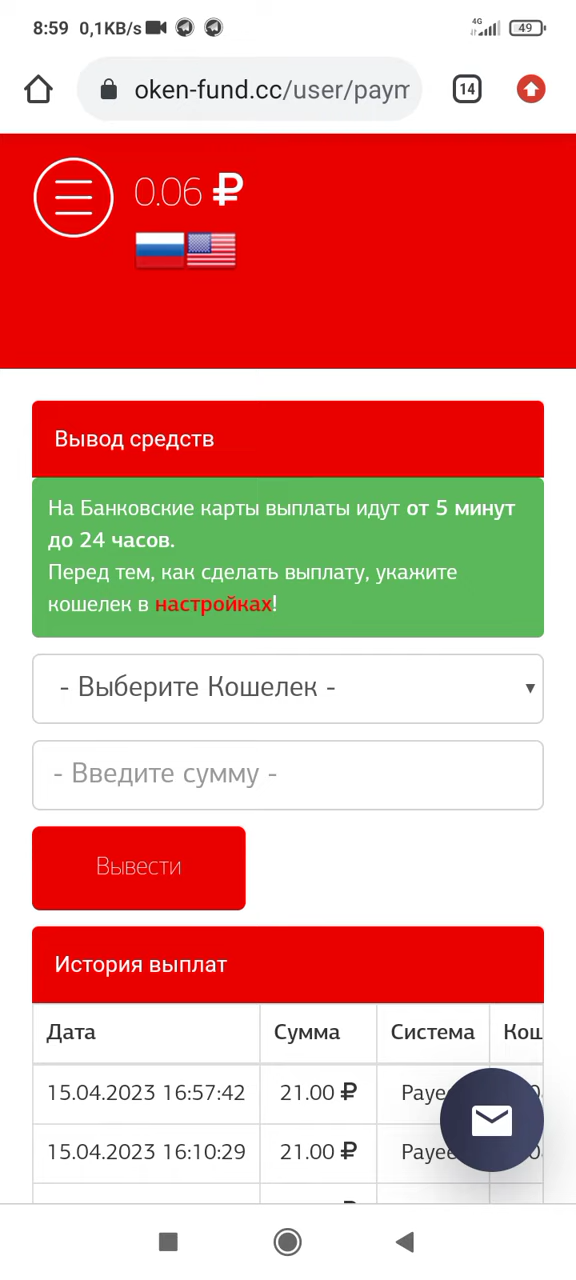 8:59 0,1KB/s 4G 49
oken-fund.cc/user/paym 14
0.06 ₽
Вывод средств
На Банковские карты выплаты идут от 5 минут
до 24 часов.
Перед тем, как сделать выплату, укажите
кошелек в настройках!
- Выберите Кошелек -
- Введите сумму -
Вывести
История выплат
Дата Сумма Система Кош
15.04.2023 16:57:42 21.00 ₽ Payee
15.04.2023 16:10:29 21.00 ₽ Payee